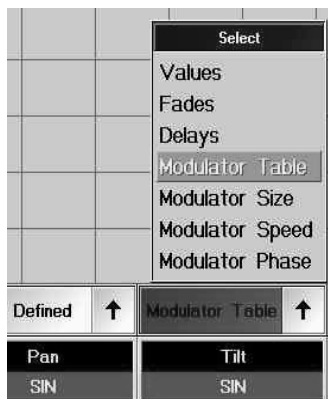 Select
Values
Fades
Delays
Modulator Table
Modulator Size
Modulator Speed
Modulator Phase
Defined ↑ Modulator Table ↑
Pan Tilt
SIN SIN